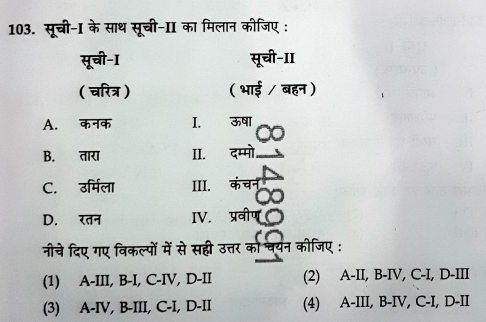 103. सूची-I के साथ सूची-II का मिलान कीजिए :
सूची-I सूची-II
( चरित्र ) ( भाई / बहन )
A. कनक I. ऊषा
B. तारा II. दम्मो
C. उर्मिला III. कंचन
D. रतन IV. प्रवीण
नीचे दिए गए विकल्पों में से सही उत्तर का चयन कीजिए :
(1) A-III, B-I, C-IV, D-II (2) A-II, B-IV, C-I, D-III
(3) A-IV, B-III, C-I, D-II (4) A-III, B-IV, C-I, D-II
8148991